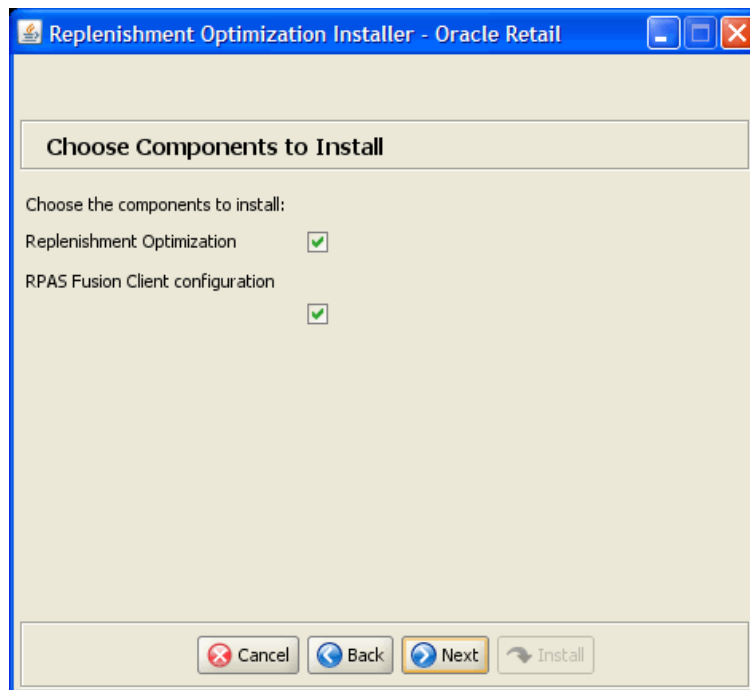 Replenishment Optimization Installer - Oracle Retail
Choose Components to Install
Choose the components to install:
Replenishment Optimization
RPAS Fusion Client configuration
Cancel Back Next Install